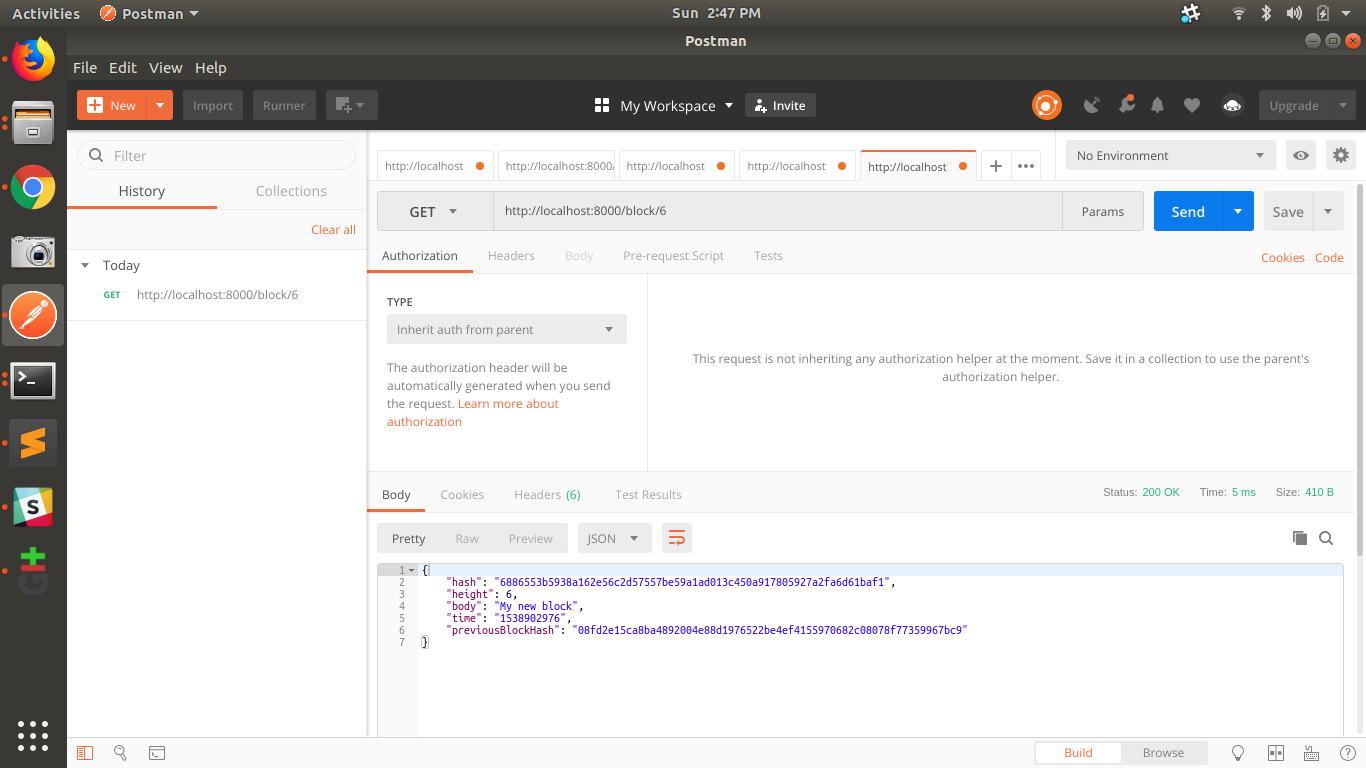 Activities Postman Sun 2:47 PM
Postman
File Edit View Help
New Import Runner My Workspace Invite Upgrade
Filter
History Collections
Clear all
Today
GET http://localhost:8000/block/6
http://localhost http://localhost:8000/ http://localhost http://localhost http://localhost + ••• No Environment
GET http://localhost:8000/block/6 Params Send Save
Authorization Headers Body Pre-request Script Tests Cookies Code
TYPE
Inherit auth from parent
The authorization header will be
automatically generated when you send
the request. Learn more about
authorization
This request is not inheriting any authorization helper at the moment. Save it in a collection to use the parent's
authorization helper.
Body Cookies Headers (6) Test Results Status: 200 OK Time: 5 ms Size: 410 B
Pretty Raw Preview JSON
1 {
2 "hash": "6886553b5938a162e56c2d57557be59a1ad013c450a917805927a2fa6d61baf1",
3 "height": 6,
4 "body": "My new block",
5 "time": "1538902976",
6 "previousBlockHash": "08fd2e15ca8ba4892004e88d1976522be4ef4155970682c08078f77359967bc9"
7 }
Build Browse